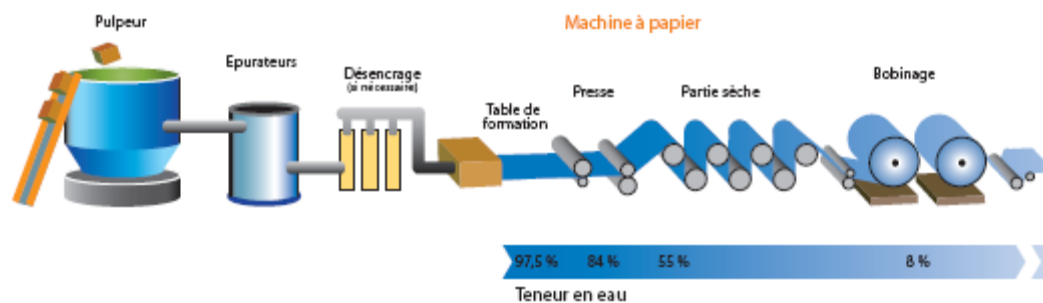 Machine à papier
Pulpeur
Epurateurs
Désencrage
(si nécessaire)
Table de
formation
Presse
Partie sèche
Bobinage
97,5 %
84 %
55 %
8 %
Teneur en eau